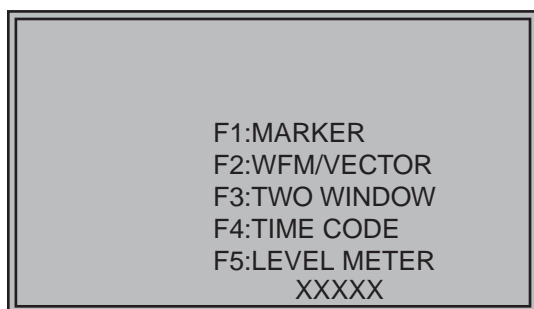 F1:MARKER
F2:WFM/VECTOR
F3:TWO WINDOW
F4:TIME CODE
F5:LEVEL METER
XXXXX